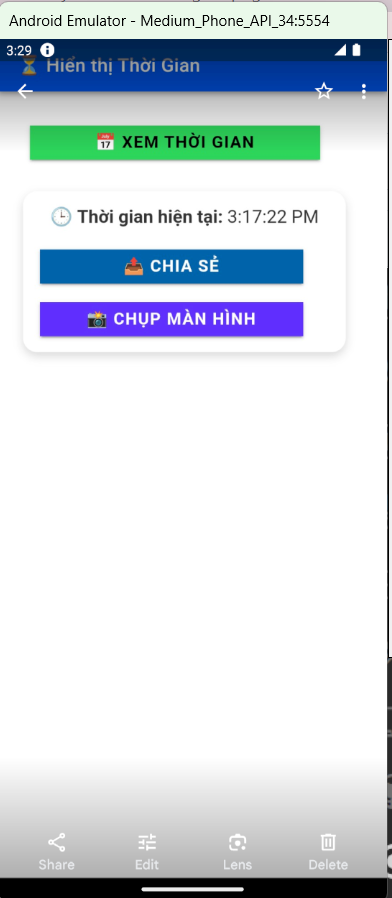 Android Emulator - Medium_Phone_API_34:5554
3:29
⏳ Hiển thị Thời Gian
📅 XEM THỜI GIAN
🕒 Thời gian hiện tại: 3:17:22 PM
📤 CHIA SẺ
📸 CHỤP MÀN HÌNH
Share Edit Lens Delete